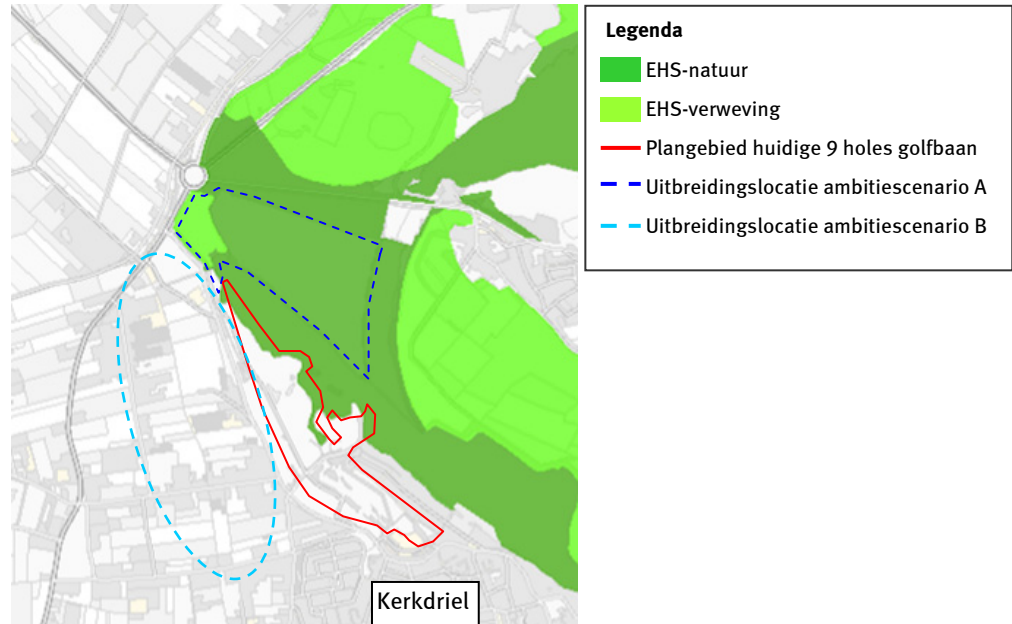 Legenda
EHS-natuur
EHS-verweving
Plangebied huidige 9 holes golfbaan
Uitbreidingslocatie ambitiescenario A
Uitbreidingslocatie ambitiescenario B
Kerkdriel